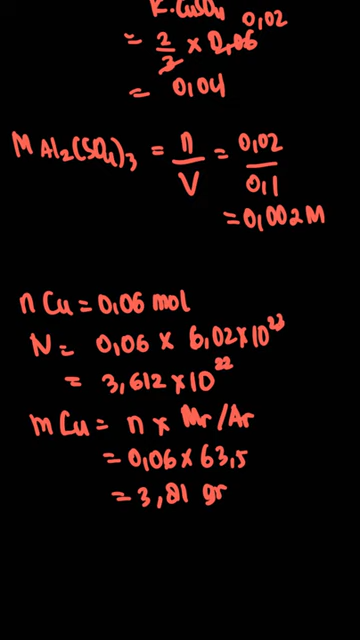 K. CuSO4
= 2/3 × 0,06 0,02
= 0,04
M Al2(SO4)3 = n/V = 0,02/0,1
= 0,002 M
n Cu = 0,06 mol
N = 0,06 × 6,02 × 10^23
= 3,612 × 10^22
m Cu = n × Mr/Ar
= 0,06 × 63,5
= 3,81 gr